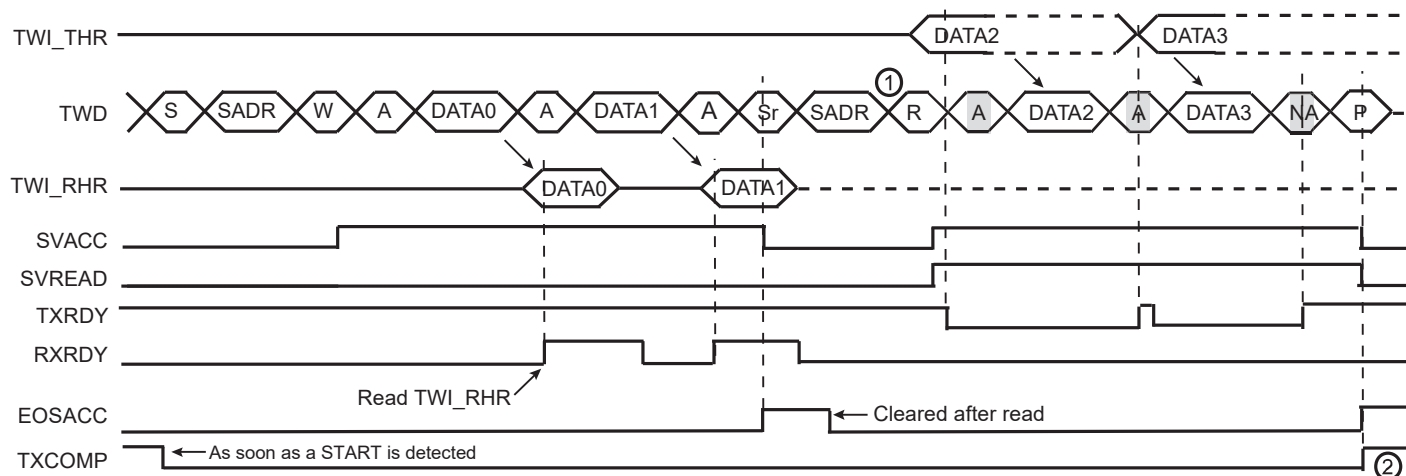 TWI_THR DATA2 DATA3
①
TWD S SADR W A DATA0 A DATA1 A Sr SADR R A DATA2 A DATA3 NA P
TWI_RHR DATA0 DATA1
SVACC
SVREAD
TXRDY
RXRDY
Read TWI_RHR
EOSACC Cleared after read
TXCOMP As soon as a START is detected ②